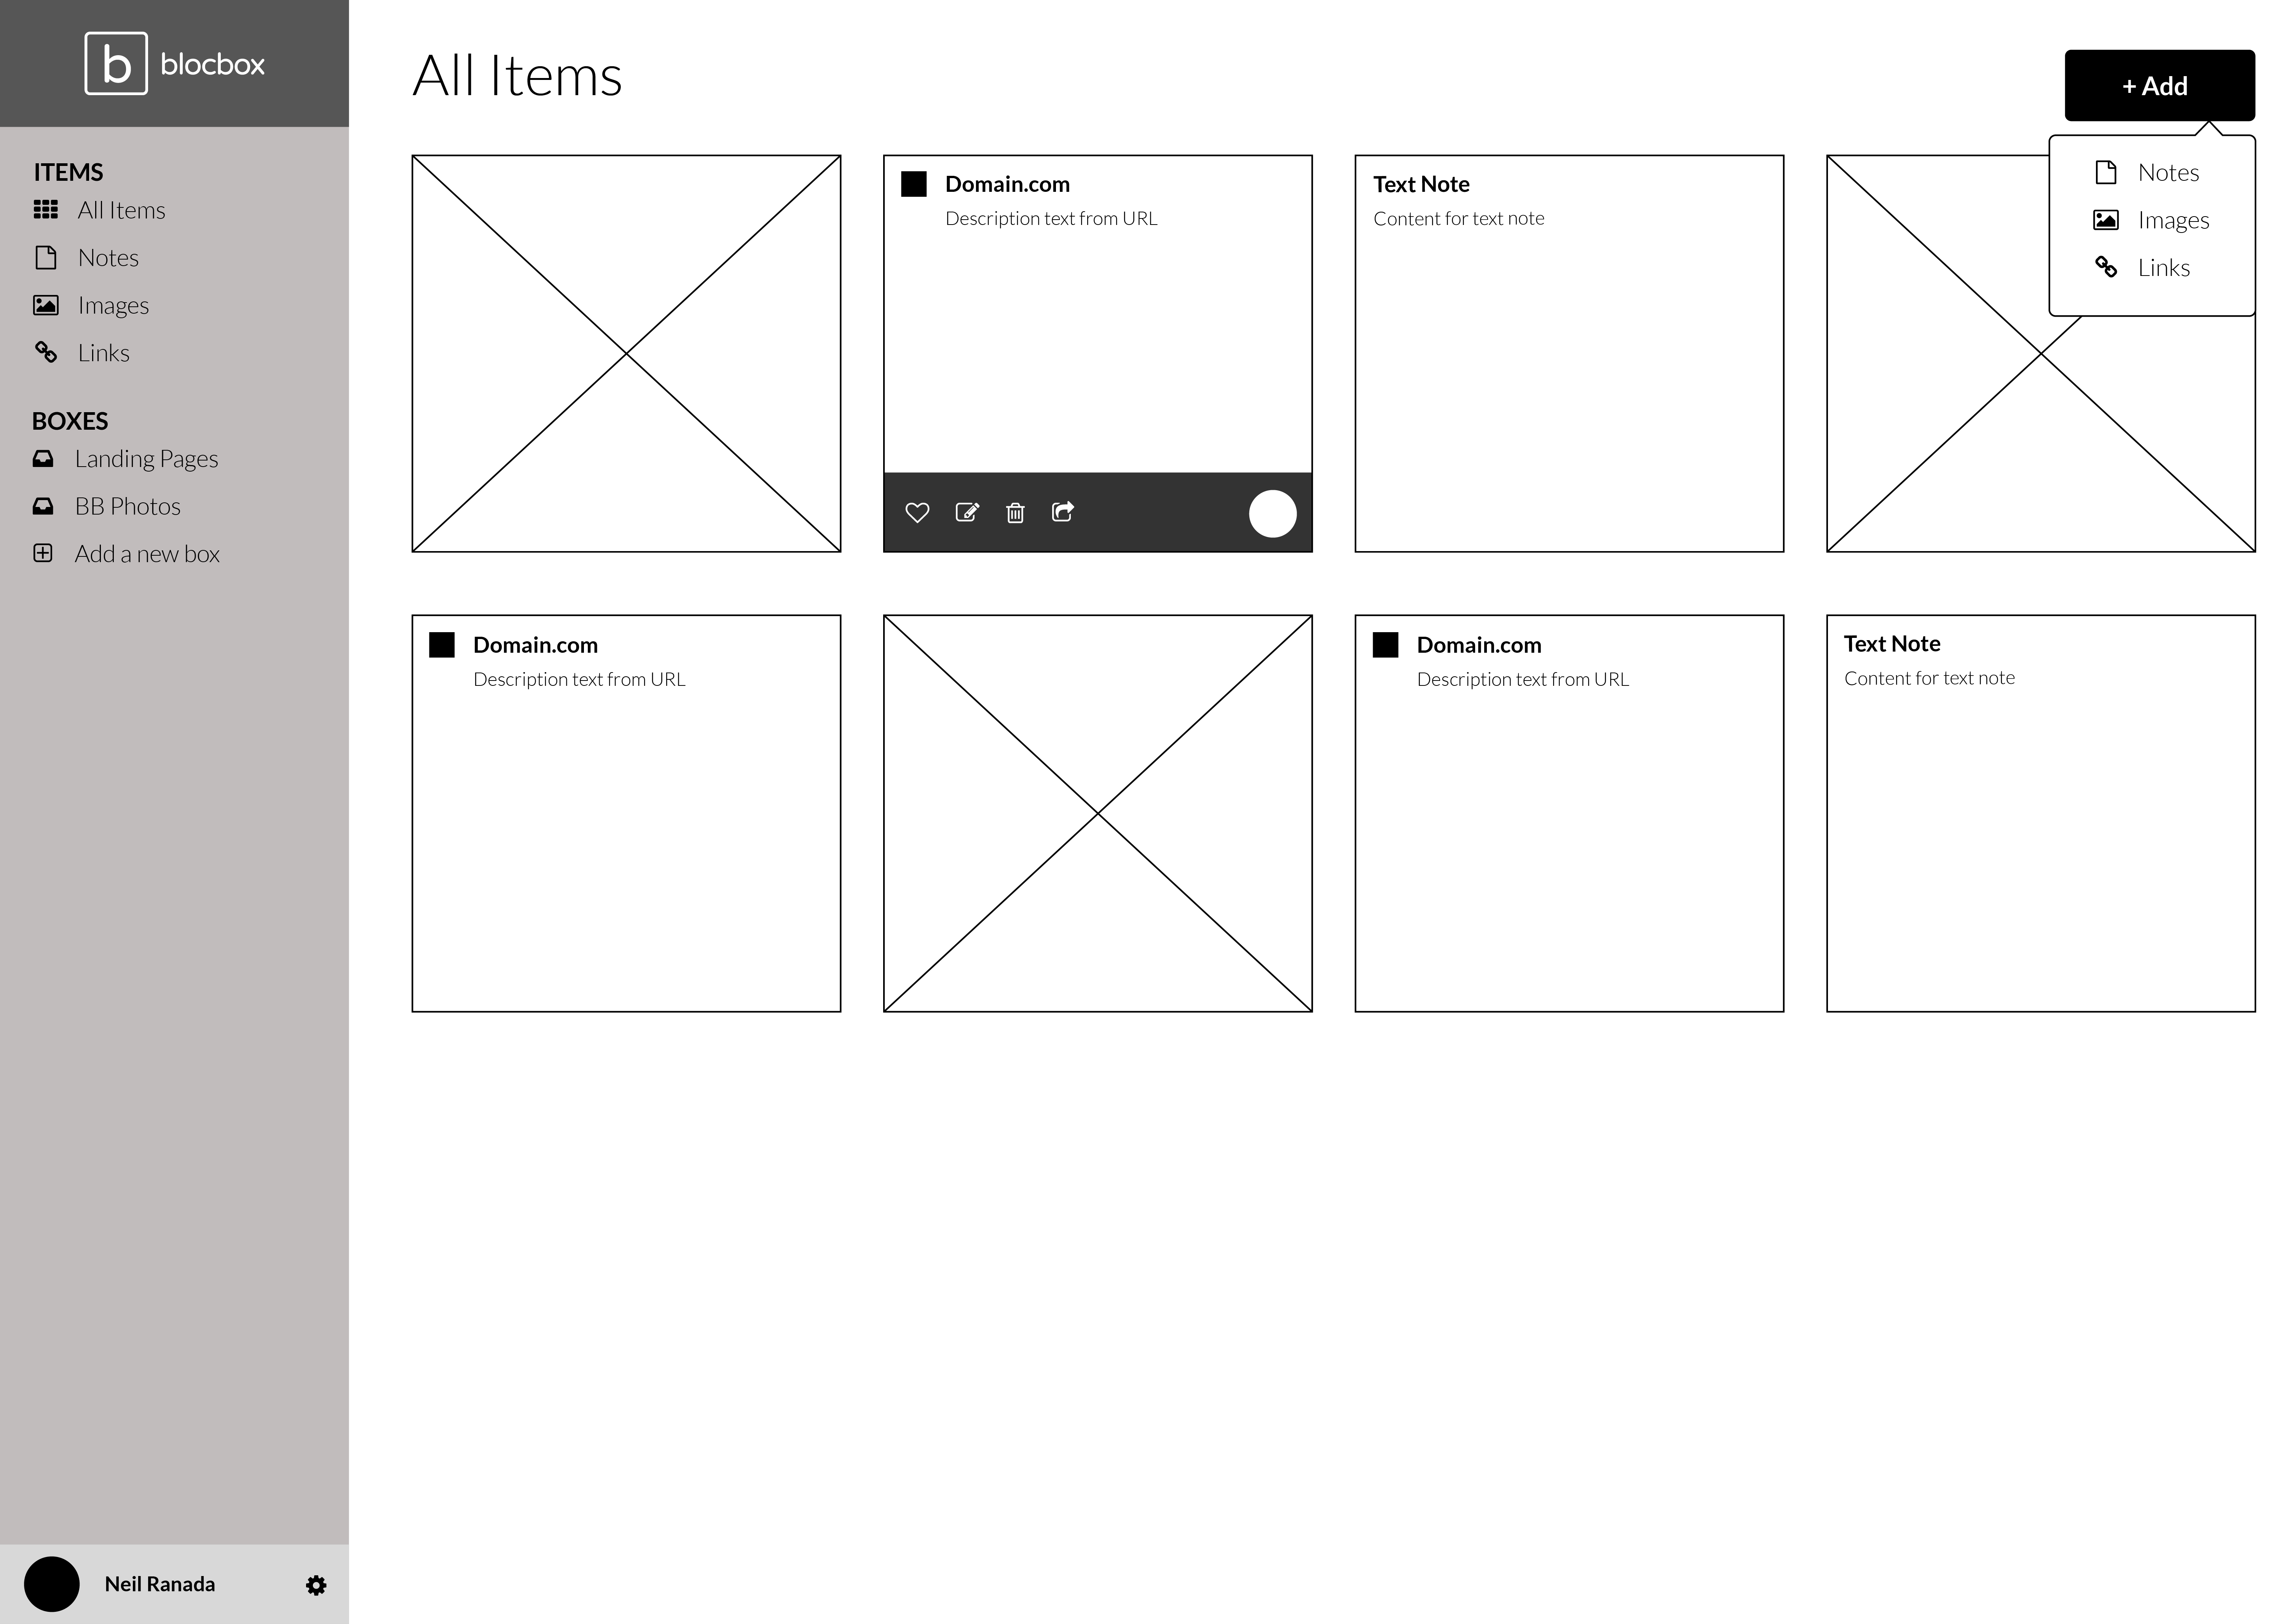 b blocbox
ITEMS
All Items
Notes
Images
Links
BOXES
Landing Pages
BB Photos
Add a new box
Neil Ranada
All Items
+ Add
Notes
Images
Links
Domain.com
Description text from URL
Text Note
Content for text note
Domain.com
Description text from URL
Domain.com
Description text from URL
Text Note
Content for text note